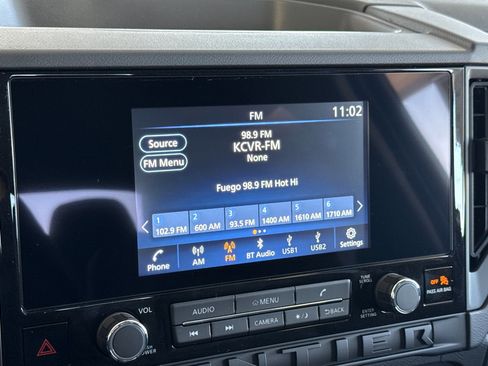 FM
11:02
Source
98.9 FM
KCVR-FM
FM Menu
None
Fuego 98.9 FM Hot Hi
1 2 3 4 5 6
102.9 FM 600 AM 93.5 FM 1400 AM 1610 AM 1710 AM
Phone AM FM BT Audio USB1 USB2 Settings
VOL
AUDIO
MENU
TUNE
SCROLL
CAMERA
BACK
ENTER
SETTING
OFF
PASS AIR BAG